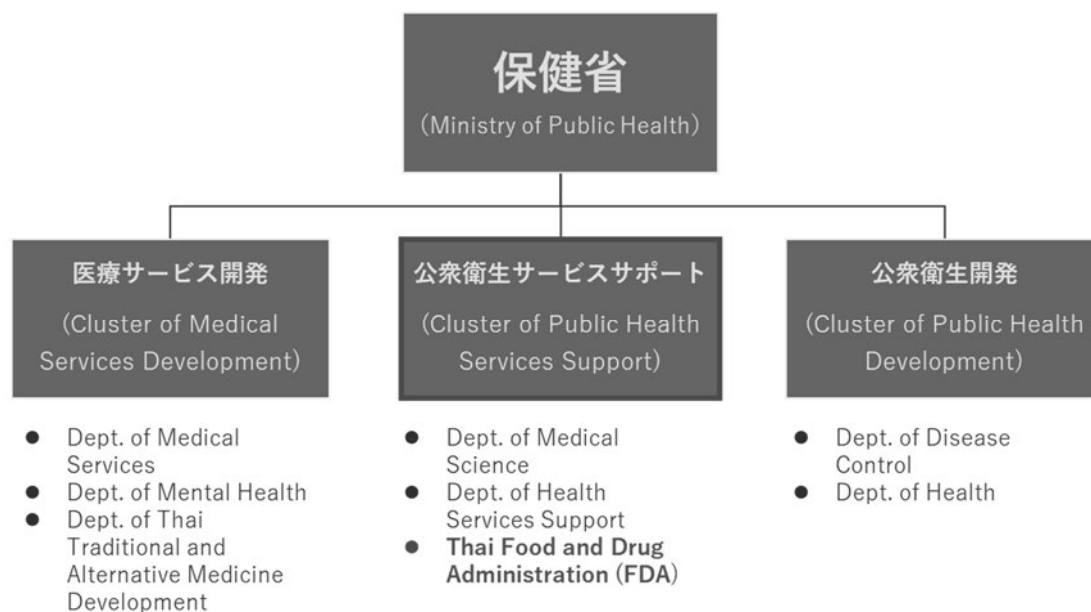 保健省
(Ministry of Public Health)
医療サービス開発
(Cluster of Medical
Services Development)
● Dept. of Medical
Services
● Dept. of Mental Health
● Dept. of Thai
Traditional and
Alternative Medicine
Development
公衆衛生サービスサポート
(Cluster of Public Health
Services Support)
● Dept. of Medical
Science
● Dept. of Health
Services Support
● Thai Food and Drug
Administration (FDA)
公衆衛生開発
(Cluster of Public Health
Development)
● Dept. of Disease
Control
● Dept. of Health